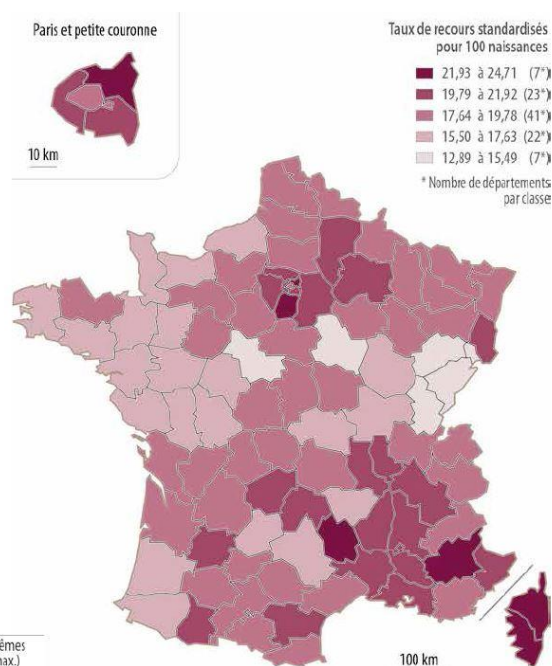 Paris et petite couronne
10 km
Taux de recours standardisés
pour 100 naissances
21,93 à 24,71 (7*)
19,79 à 21,92 (23*)
17,64 à 19,78 (41*)
15,50 à 17,63 (22*)
12,89 à 15,49 (7*)
* Nombre de départements
par classe
êmes
ax.)
100 km